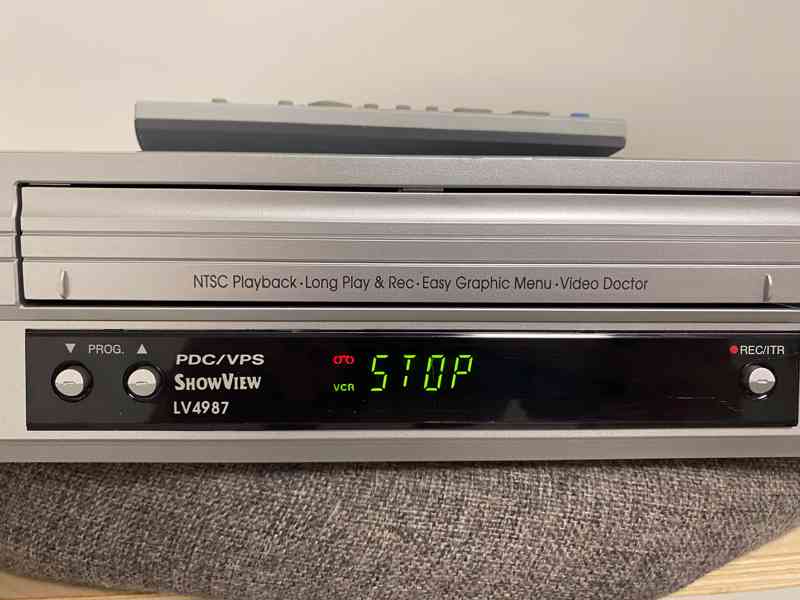 NTSC Playback·Long Play & Rec·Easy Graphic Menu·Video Doctor
▼ PROG. ▲
PDC/VPS
SHOWVIEW
LV4987
VCR
STOP
REC/ITR